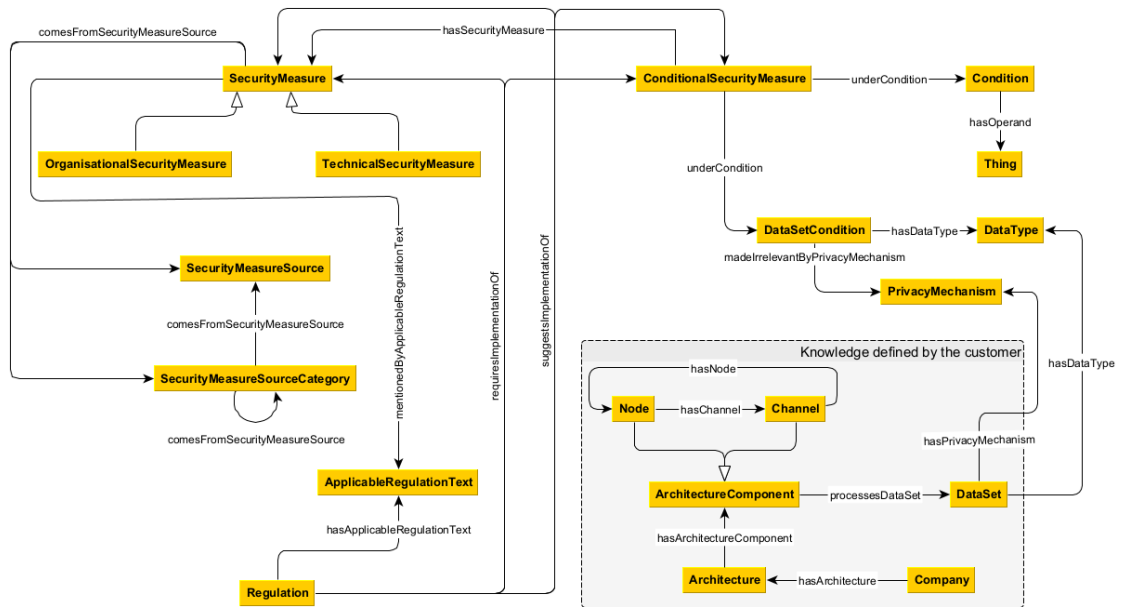 comesFromSecurityMeasureSource
hasSecurityMeasure
SecurityMeasure
ConditionalSecurityMeasure
underCondition
Condition
hasOperand
OrganisationalSecurityMeasure
TechnicalSecurityMeasure
underCondition
Thing
DataSetCondition
hasDataType
DataType
madeIrrelevantByPrivacyMechanism
SecurityMeasureSource
PrivacyMechanism
mentionedByApplicableRegulationText
requiresImplementationOf
suggestsImplementationOf
comesFromSecurityMeasureSource
Knowledge defined by the customer
hasDataType
hasNode
SecurityMeasureSourceCategory
Node
hasChannel
Channel
comesFromSecurityMeasureSource
hasPrivacyMechanism
ApplicableRegulationText
ArchitectureComponent
processesDataSet
DataSet
hasApplicableRegulationText
hasArchitectureComponent
Regulation
Architecture
hasArchitecture
Company